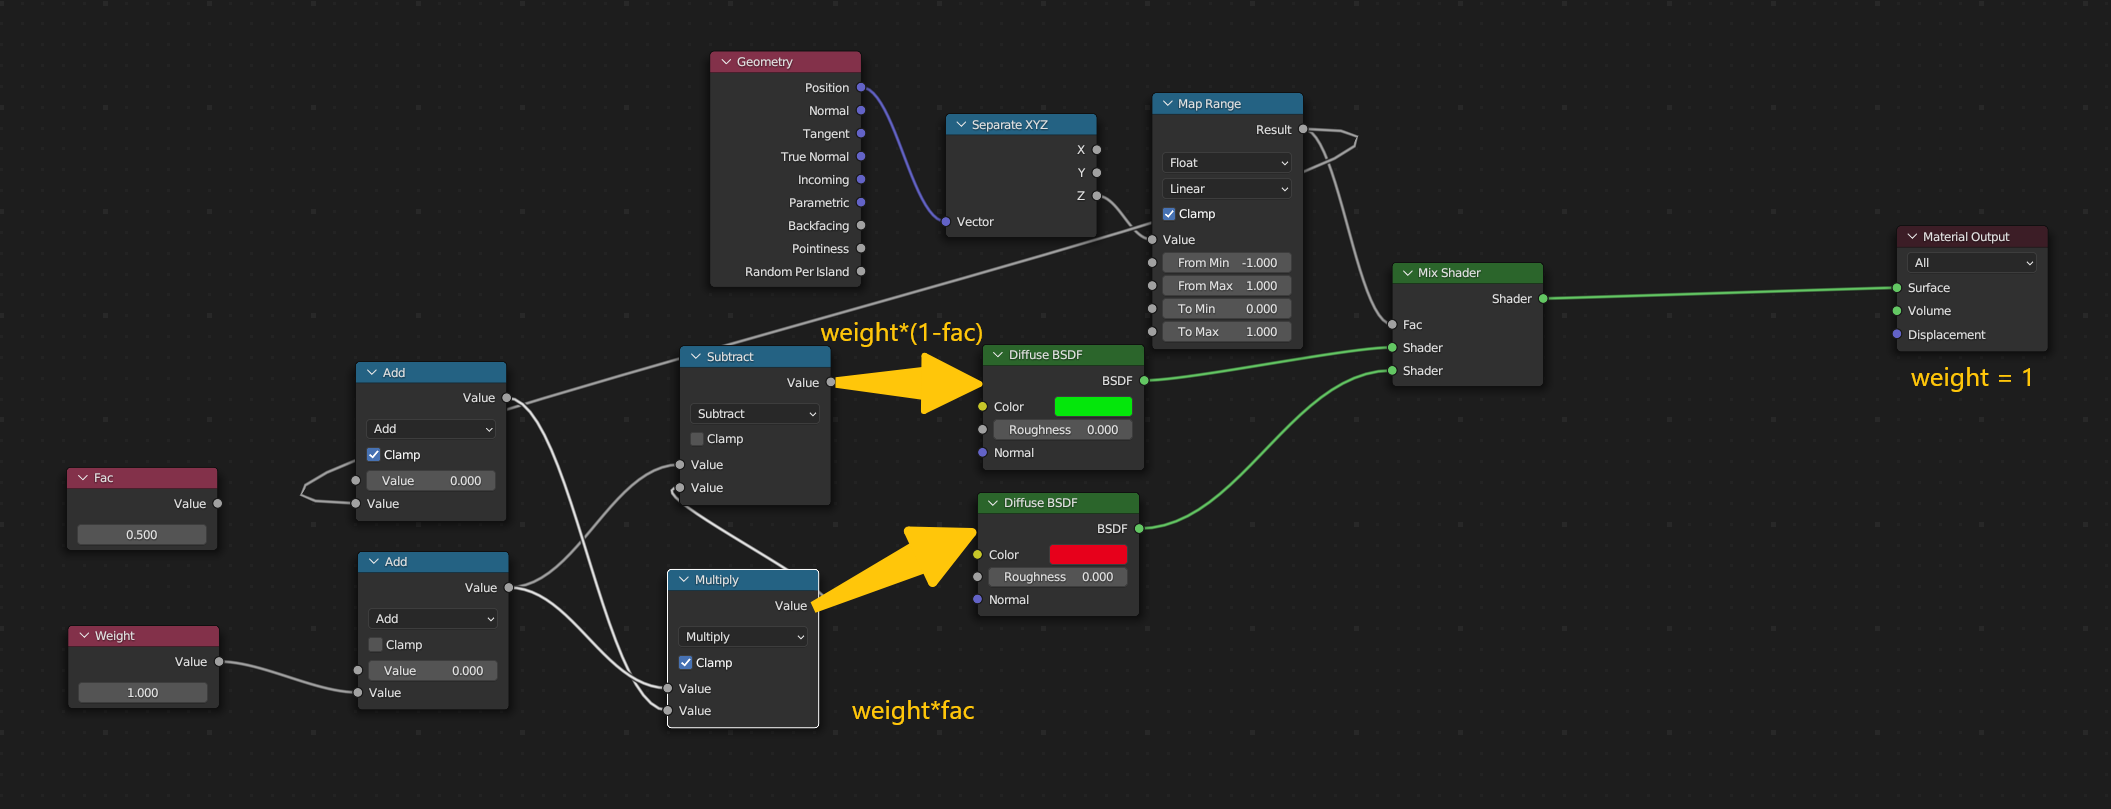 Geometry
Position
Normal
Tangent
True Normal
Incoming
Parametric
Backfacing
Pointiness
Random Per Island
Separate XYZ
X
Y
Z
Vector
Map Range
Result
Float
Linear
Clamp
Value
From Min -1.000
From Max 1.000
To Min 0.000
To Max 1.000
Mix Shader
Shader
Fac
Shader
Shader
Material Output
All
Surface
Volume
Displacement
weight = 1
weight*(1-fac)
Add
Value
Add
Clamp
Value 0.000
Value
Subtract
Value
Subtract
Clamp
Value
Value
Diffuse BSDF
BSDF
Color
Roughness 0.000
Normal
Fac
Value
0.500
Diffuse BSDF
BSDF
Color
Roughness 0.000
Normal
Add
Value
Add
Clamp
Value 0.000
Value
Multiply
Value
Multiply
Clamp
Value
Value
Weight
Value
1.000
weight*fac